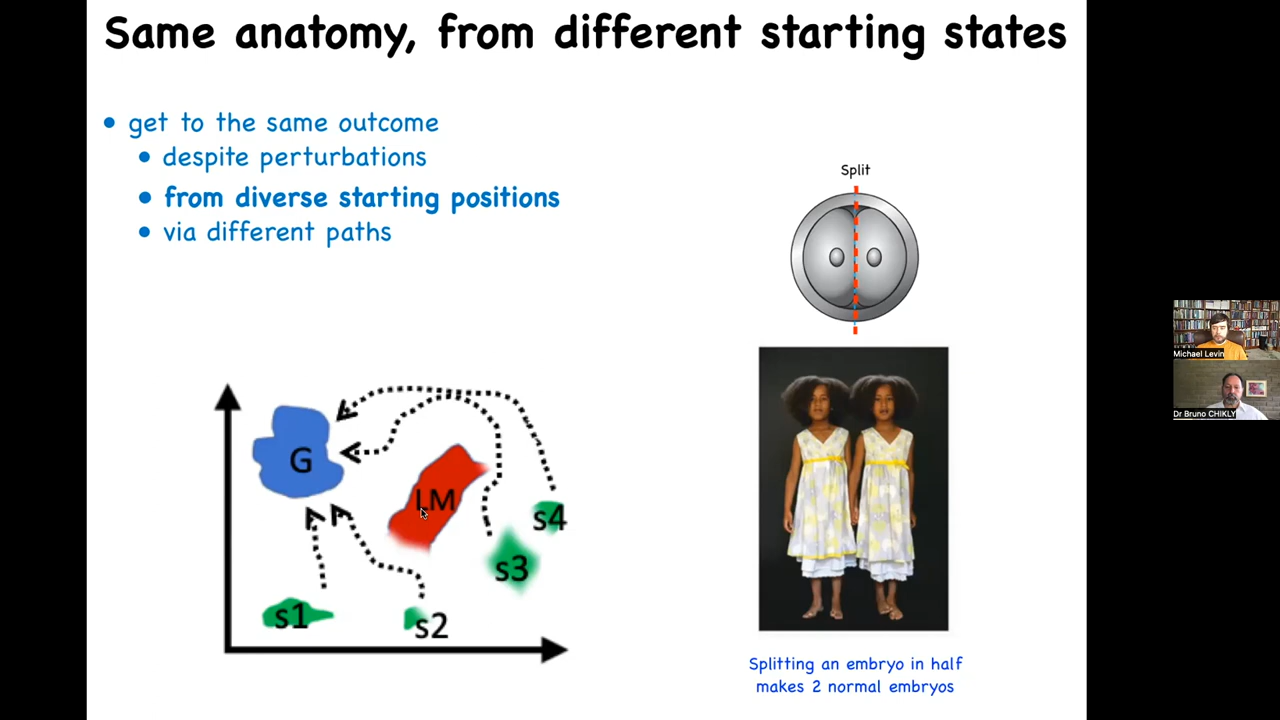 Same anatomy, from different starting states
• get to the same outcome
• despite perturbations
• from diverse starting positions
• via different paths
Split
G
LM
s4
s3
s1
s2
Splitting an embryo in half
makes 2 normal embryos
Michael Levin
Dr Bruno CHIKLY